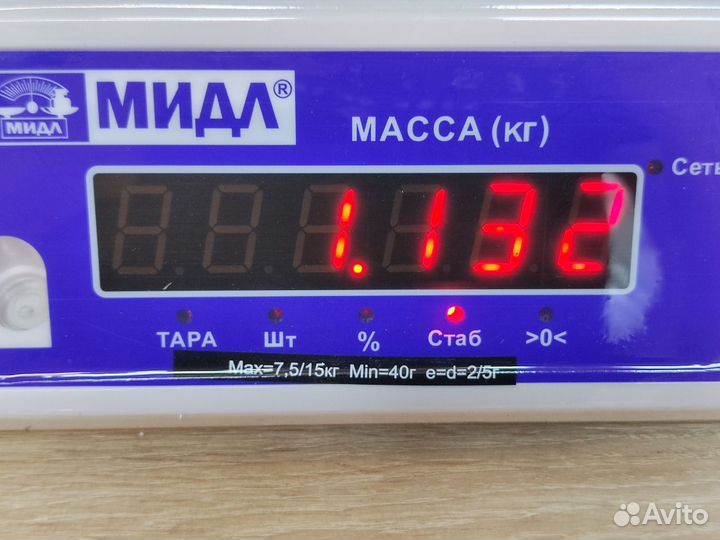 МИДЛ
МИДЛ®
МАССА (кг)
Сеть
1.132
ТАРА Шт % Стаб >0<
Max=7,5/15кг Min=40г e=d=2/5г
Avito